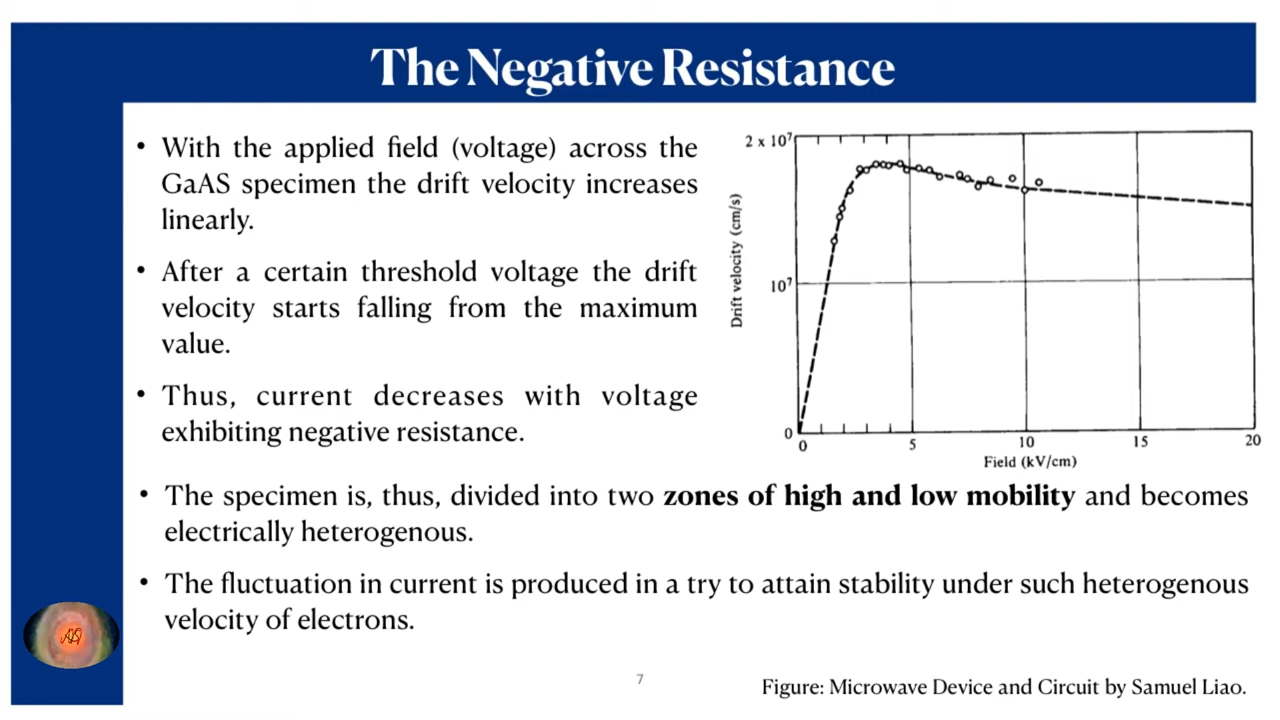 The Negative Resistance
• With the applied field (voltage) across the
GaAS specimen the drift velocity increases
linearly.
• After a certain threshold voltage the drift
velocity starts falling from the maximum
value.
• Thus, current decreases with voltage
exhibiting negative resistance.
2 x 10⁷
10⁷
0
Drift velocity (cm/s)
0 5 10 15 20
Field (kV/cm)
• The specimen is, thus, divided into two zones of high and low mobility and becomes
electrically heterogenous.
• The fluctuation in current is produced in a try to attain stability under such heterogenous
velocity of electrons.
7
Figure: Microwave Device and Circuit by Samuel Liao.